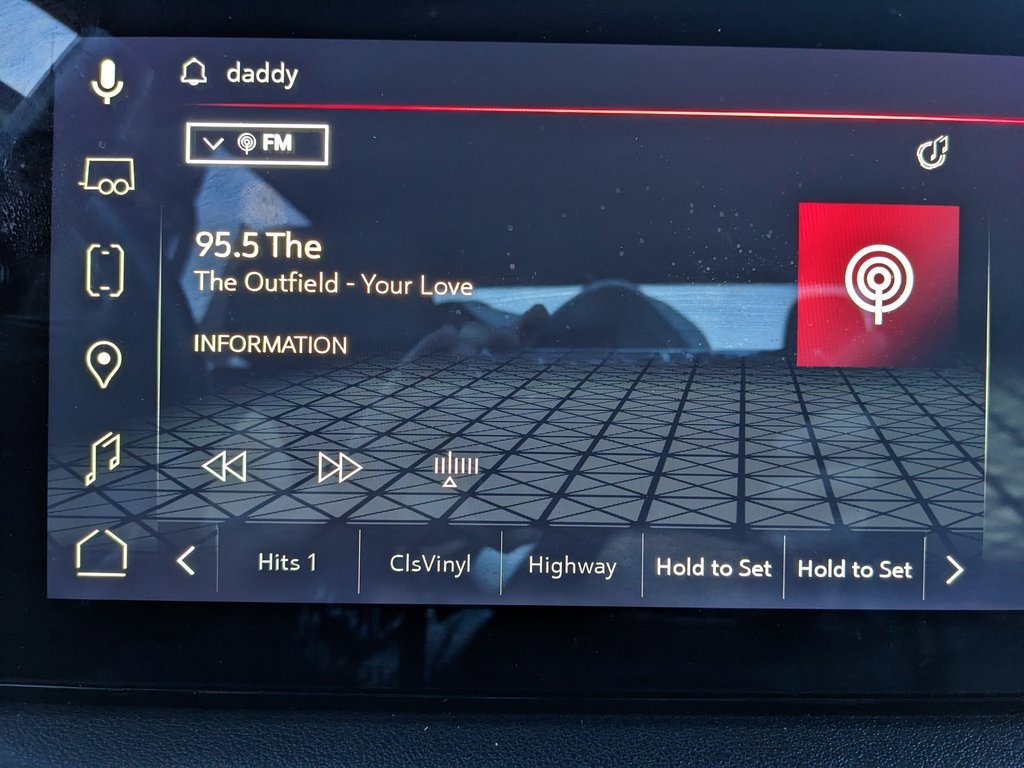 daddy
FM
95.5 The
The Outfield - Your Love
INFORMATION
Hits 1
ClsVinyl
Highway
Hold to Set
Hold to Set